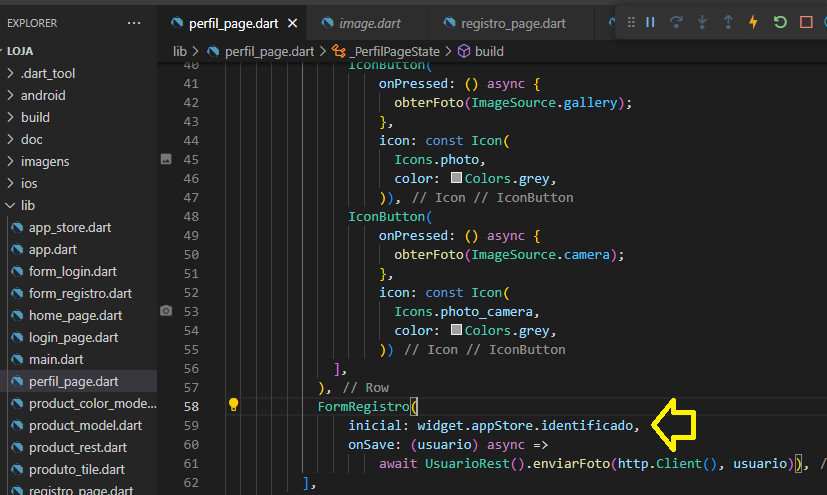 EXPLORER ...
perfil_page.dart
image.dart
registro_page.dart
LOJA
lib > perfil_page.dart > _PerfilPageState > build
.dart_tool
android
build
doc
imagens
ios
lib
app_store.dart
app.dart
form_login.dart
form_registro.dart
home_page.dart
login_page.dart
main.dart
perfil_page.dart
product_color_mode...
product_model.dart
product_rest.dart
produto_tile.dart
registro_page.dart
40 IconButton(
41 onPressed: () async {
42 obterFoto(ImageSource.gallery);
43 },
44 icon: const Icon(
45 Icons.photo,
46 color: Colors.grey,
47 )), // Icon // IconButton
48 IconButton(
49 onPressed: () async {
50 obterFoto(ImageSource.camera);
51 },
52 icon: const Icon(
53 Icons.photo_camera,
54 color: Colors.grey,
55 )) // Icon // IconButton
56 ],
57 ), // Row
58 FormRegistro(
59 inicial: widget.appStore.identificado,
60 onSave: (usuario) async =>
61 await UsuarioRest().enviarFoto(http.Client(), usuario)), /
62 ],